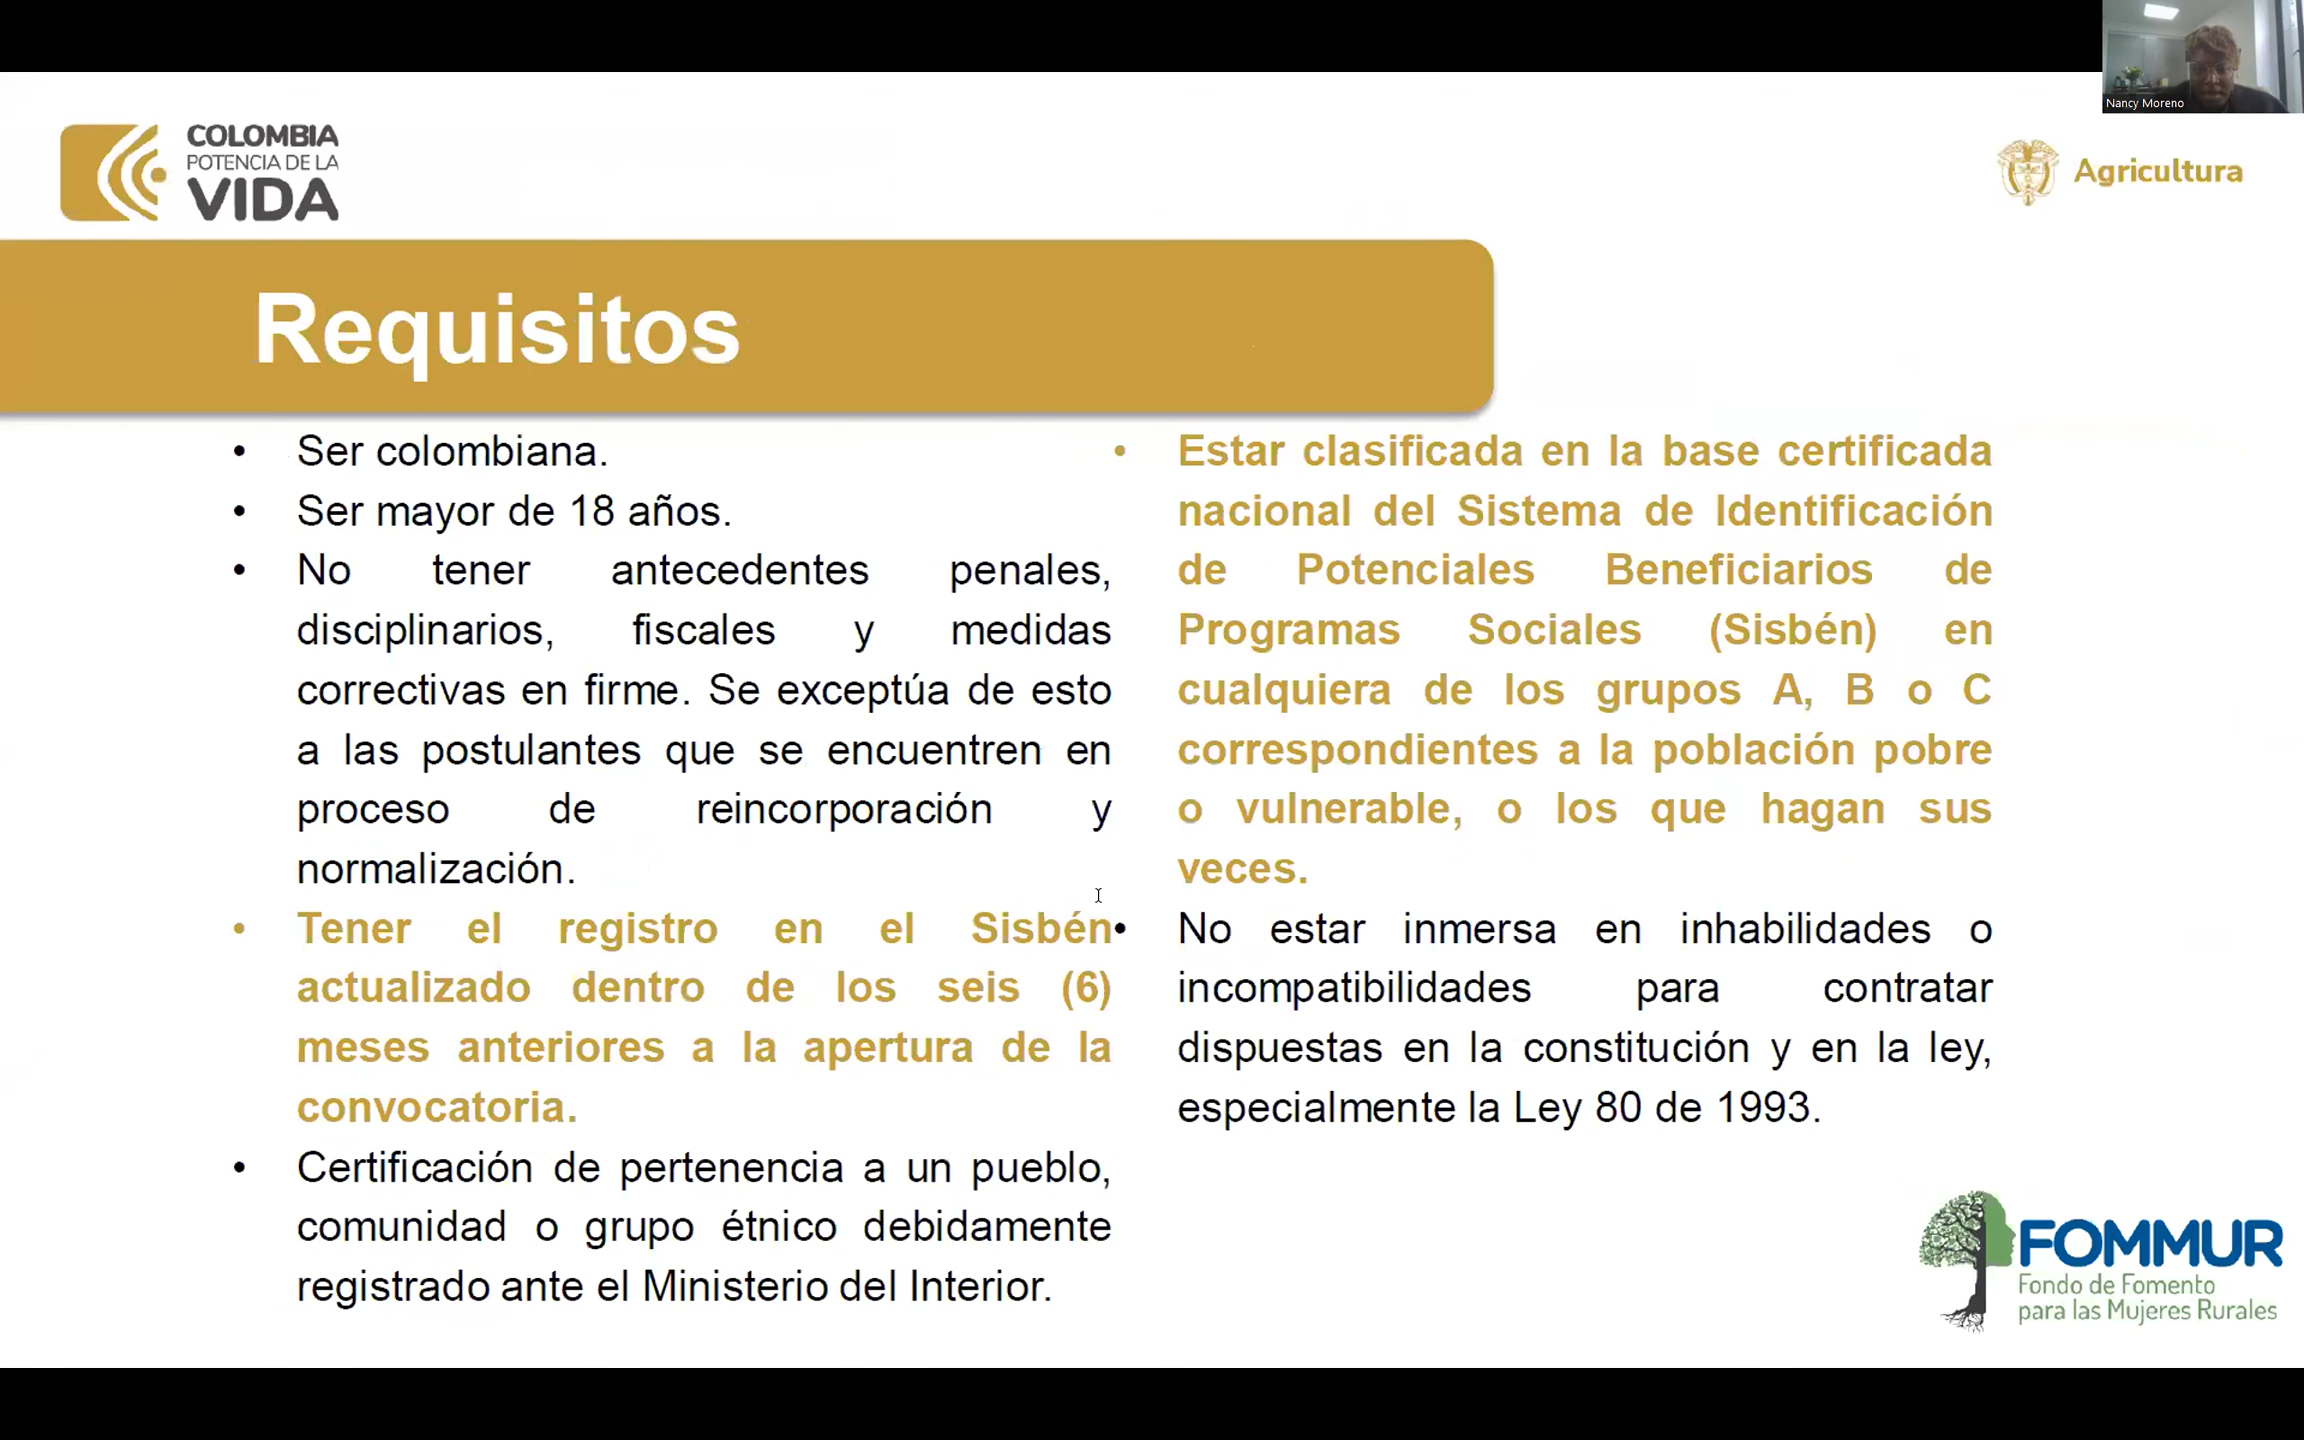 Nancy Moreno
COLOMBIA
POTENCIA DE LA
VIDA
Agricultura
Requisitos
• Ser colombiana.
• Ser mayor de 18 años.
• No tener antecedentes penales,
disciplinarios, fiscales y medidas
correctivas en firme. Se exceptúa de esto
a las postulantes que se encuentren en
proceso de reincorporación y
normalización.
• Tener el registro en el Sisbén
actualizado dentro de los seis (6)
meses anteriores a la apertura de la
convocatoria.
• Certificación de pertenencia a un pueblo,
comunidad o grupo étnico debidamente
registrado ante el Ministerio del Interior.
• Estar clasificada en la base certificada
nacional del Sistema de Identificación
de Potenciales Beneficiarios de
Programas Sociales (Sisbén) en
cualquiera de los grupos A, B o C
correspondientes a la población pobre
o vulnerable, o los que hagan sus
veces.
• No estar inmersa en inhabilidades o
incompatibilidades para contratar
dispuestas en la constitución y en la ley,
especialmente la Ley 80 de 1993.
FOMMUR
Fondo de Fomento
para las Mujeres Rurales